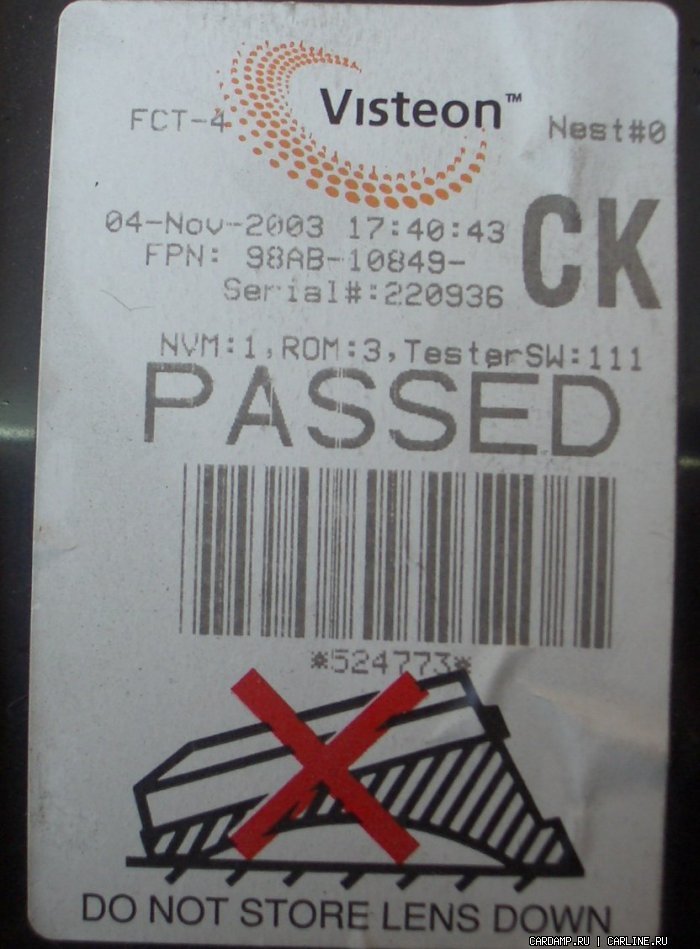 Visteon™
FCT-4
Nest#0
04-Nov-2003 17:40:43
CK
FPN: 98AB-10849-
Serial#:220936
NVM:1,ROM:3,TesterSW:111
PASSED
*524773*
DO NOT STORE LENS DOWN
CARDAMP.RU | CARLINE.RU